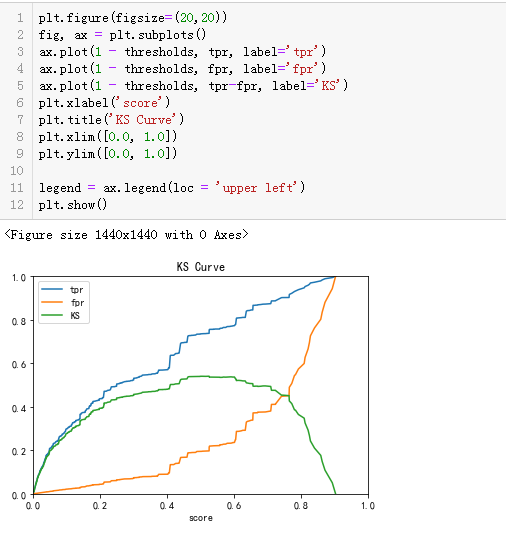 1 plt.figure(figsize=(20,20))
2 fig, ax = plt.subplots()
3 ax.plot(1 - thresholds, tpr, label='tpr')
4 ax.plot(1 - thresholds, fpr, label='fpr')
5 ax.plot(1 - thresholds, tpr-fpr, label='KS')
6 plt.xlabel('score')
7 plt.title('KS Curve')
8 plt.xlim([0.0, 1.0])
9 plt.ylim([0.0, 1.0])
10
11 legend = ax.legend(loc = 'upper left')
12 plt.show()
<Figure size 1440x1440 with 0 Axes>
KS Curve
1.0
tpr
fpr
KS
0.8
0.6
0.4
0.2
0.0
0.0 0.2 0.4 0.6 0.8 1.0
score